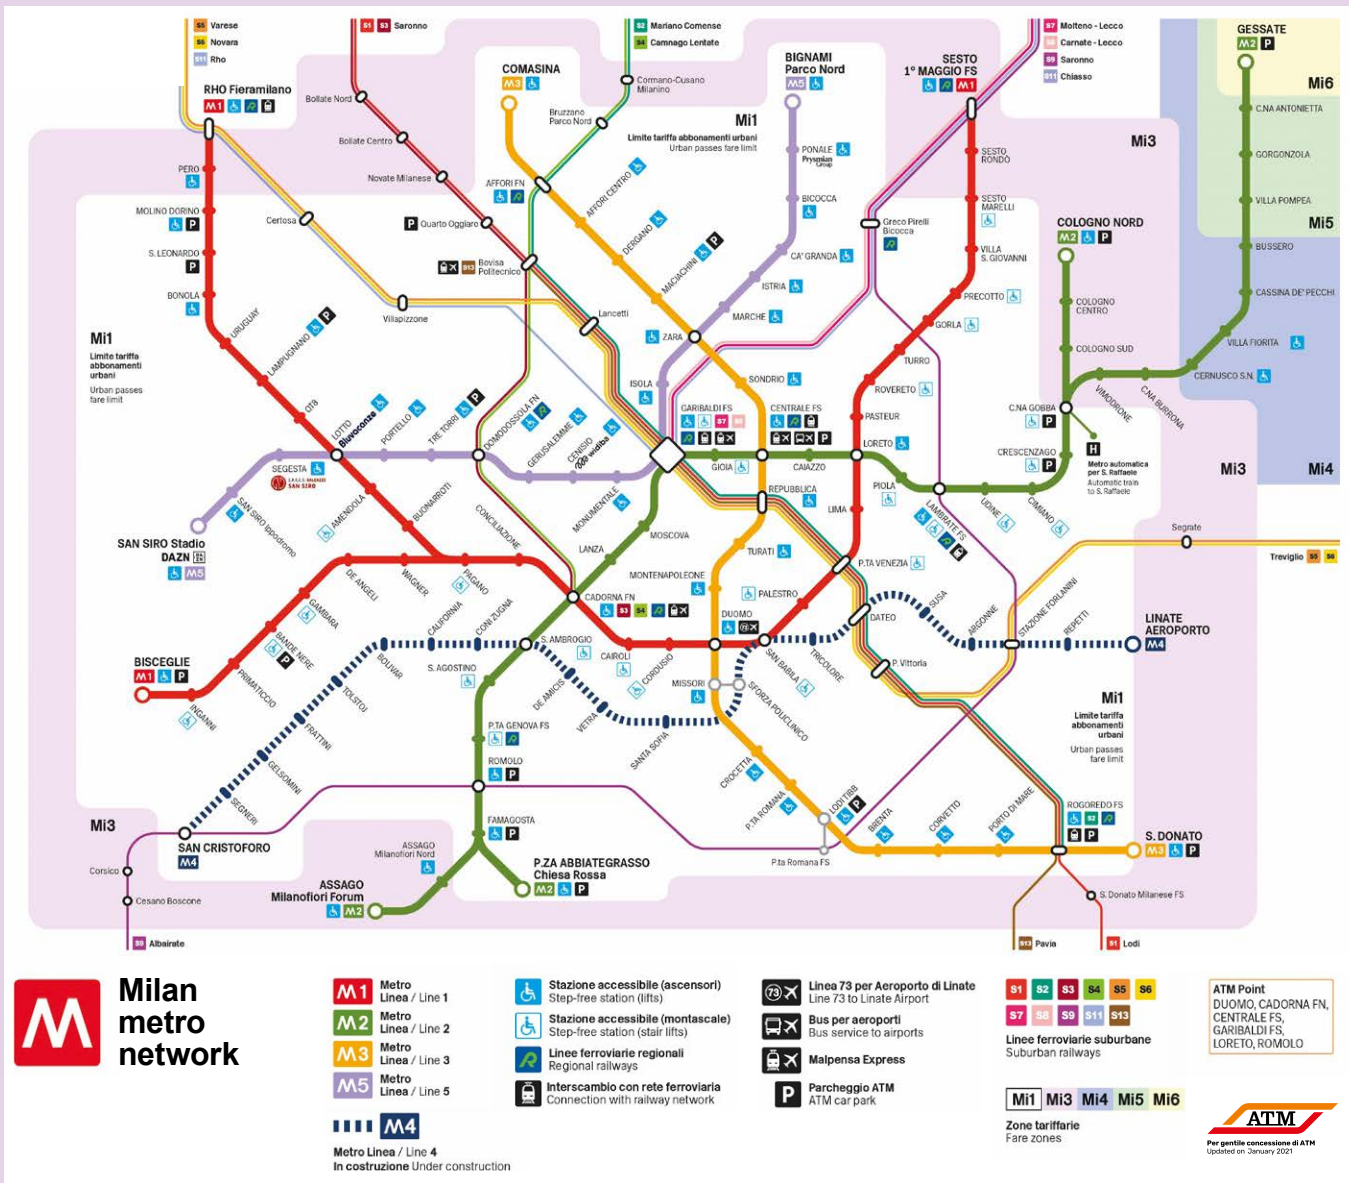 S5 Varese
S6 Novara
S11 Rho
S1 S3 Saronno
S2 Mariano Comense
S4 Camnago Lentate
S7 Molteno - Lecco
S8 Carnate - Lecco
S9 Saronno
S11 Chiasso
GESSATE
M2 P
Mi6
C.NA ANTONIETTA
GORGONZOLA
VILLA POMPEA
Mi5
BUSSERO
CASSINA DE' PECCHI
VILLA FIORITA
CERNUSCO S.N.
Mi4
RHO Fieramilano
M1
COMASINA
M3
Cormano-Cusano
Milanino
Bruzzano
Parco Nord
BIGNAMI
Parco Nord
M5
SESTO
1° MAGGIO FS
M1
Mi1
Limite tariffa abbonamenti urbani
Urban passes fare limit
Mi3
Bollate Nord
Bollate Centro
Novate Milanese
P Quarto Oggiaro
S13 Bovisa
Politecnico
Certosa
Villapizzone
Lancetti
PERO
MOLINO DORINO
P
S. LEONARDO
P
BONOLA
URUGUAY
LAMPUGNANO P
QT8
LOTTO
Bluvacanze
AFFORI FN
AFFORI CENTRO
DERGANO
MACIACHINI P
ZARA
ISOLA
SONDRIO
PONALE
Prysmian
Group
BICOCCA
CA' GRANDA
ISTRIA
MARCHE
SESTO
RONDÒ
SESTO
MARELLI
VILLA
S. GIOVANNI
PRECOTTO
GORLA
TURRO
ROVERETO
PASTEUR
LORETO
Greco Pirelli
Bicocca
COLOGNO NORD
M2 P
COLOGNO
CENTRO
COLOGNO SUD
C.NA GOBBA
P
VIMODRONE
C.NA BURRONA
CRESCENZAGO
P
H
Metro automatica
per S. Raffaele
Automatic train
to S. Raffaele
Mi3
Mi1
Limite tariffa
abbonamenti
urbani
Urban passes
fare limit
PORTELLO
TRE TORRI P
DOMODOSSOLA FN
GERUSALEMME
CENISIO
widiba
MONUMENTALE
GARIBALDI FS
S7 S8
GIOIA
CENTRALE FS
P
CAIAZZO
REPUBBLICA
LIMA
PIOLA
LAMBRATE FS
UDINE
CIMIANO
SEGESTA
SAN SIRO
SAN SIRO Ippodromo
SAN SIRO Stadio
DAZN
M5
AMENDOLA
BUONARROTI
CONCILIAZIONE
PAGANO
WAGNER
DE ANGELI
GAMBARA
BANDE NERE P
PRIMATICCIO
INGANNI
BISCEGLIE
M1 P
LANZA
MOSCOVA
TURATI
MONTENAPOLEONE
P.TA VENEZIA
PALESTRO
CADORNA FN
S3 S4
DUOMO
73
Segrate
Treviglio S5 S6
CALIFORNIA
CONI ZUGNA
BOLIVAR
TOLSTOJ
FRATTINI
GELSOMINI
SEGNERI
SAN CRISTOFORO
M4
S. AMBROGIO
S. AGOSTINO
CAIROLI
CORDUSIO
DE AMICIS
VETRA
SANTA SOFIA
MISSORI
SFORZA POLICLINICO
SAN BABILA
TRICOLORE
DATEO
P. Vittoria
SUSA
ARGONNE
STAZIONE FORLANINI
REPETTI
LINATE
AEROPORTO
M4
P.TA GENOVA FS
ROMOLO
P
FAMAGOSTA
P
ASSAGO
Milanofiori Nord
ASSAGO
Milanofiori Forum
M2
P.ZA ABBIATEGRASSO
Chiesa Rossa
M2 P
CROCETTA
P.TA ROMANA
LODI TIBB
P
P.ta Romana FS
BRENTA
CORVETTO
PORTO DI MARE
ROGOREDO FS
S2
P
S. DONATO
M3 P
Mi1
Limite tariffa
abbonamenti
urbani
Urban passes
fare limit
Mi3
Corsico
Cesano Boscone
S9 Albairate
S. Donato Milanese FS
S13 Pavia
S1 Lodi
M
Milan
metro
network
M1 Metro
Linea / Line 1
M2 Metro
Linea / Line 2
M3 Metro
Linea / Line 3
M5 Metro
Linea / Line 5
M4
Metro Linea / Line 4
In costruzione Under construction
Stazione accessibile (ascensori)
Step-free station (lifts)
Stazione accessibile (montascale)
Step-free station (stair lifts)
R Linee ferroviarie regionali
Regional railways
Interscambio con rete ferroviaria
Connection with railway network
73 Linea 73 per Aeroporto di Linate
Line 73 to Linate Airport
Bus per aeroporti
Bus service to airports
Malpensa Express
P Parcheggio ATM
ATM car park
S1 S2 S3 S4 S5 S6
S7 S8 S9 S11 S13
Linee ferroviarie suburbane
Suburban railways
Mi1 Mi3 Mi4 Mi5 Mi6
Zone tariffarie
Fare zones
ATM Point
DUOMO, CADORNA FN,
CENTRALE FS,
GARIBALDI FS,
LORETO, ROMOLO
ATM
Per gentile concessione di ATM
Updated on January 2021